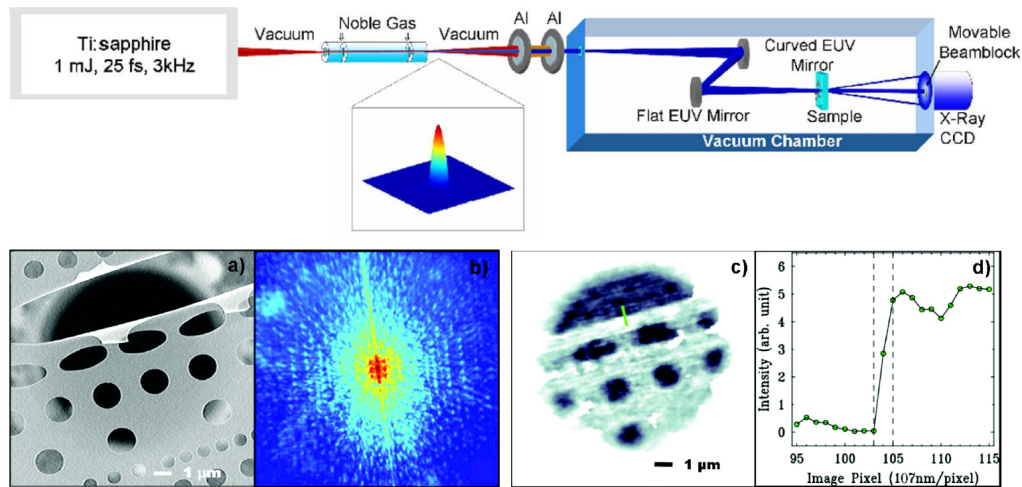 Ti:sapphire
1 mJ, 25 fs, 3kHz
Vacuum
Noble Gas
Vacuum
Al Al
Curved EUV
Mirror
Movable
Beamblock
Flat EUV Mirror
Sample
X-Ray
CCD
Vacuum Chamber
a)
1 µm
b)
c)
1 µm
d)
Intensity (arb. unit)
6
5
4
3
2
1
0
95 100 105 110 115
Image Pixel (107nm/pixel)